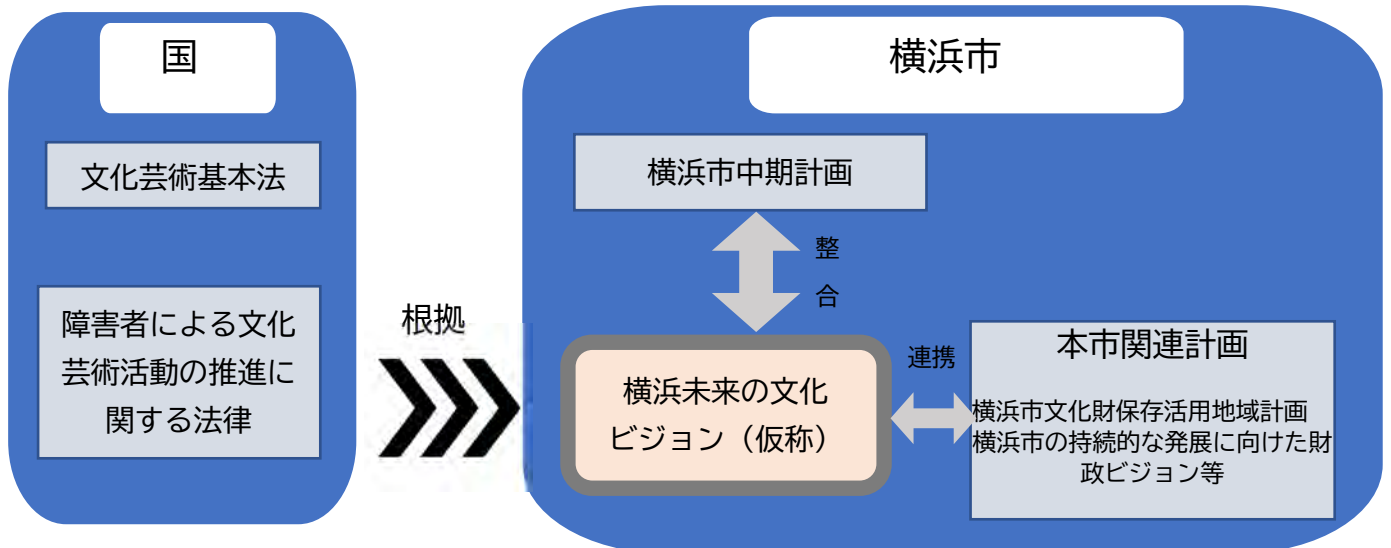 国
文化芸術基本法
障害者による文化
芸術活動の推進に
関する法律
根拠
横浜市
横浜市中期計画
整
合
横浜未来の文化
ビジョン（仮称）
連携
本市関連計画
横浜市文化財保存活用地域計画
横浜市の持続的な発展に向けた財
政ビジョン等